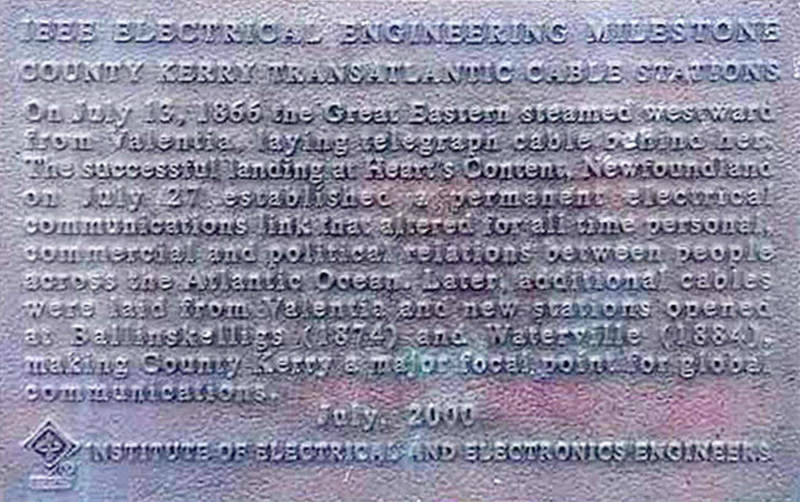 IEEE ELECTRICAL ENGINEERING MILESTONE
COUNTY KERRY TRANSATLANTIC CABLE STATIONS
On July 13, 1866 the Great Eastern steamed westward
from Valentia, laying telegraph cable behind her.
The successful landing at Heart's Content, Newfoundland
on July 27 established a permanent electrical
communications link that altered for all time personal,
commercial and political relations between people
across the Atlantic Ocean. Later, additional cables
were laid from Valentia and new stations opened
at Ballinskelligs (1874) and Waterville (1884),
making County Kerry a major focal point for global
communications.
July, 2000
INSTITUTE OF ELECTRICAL AND ELECTRONICS ENGINEERS